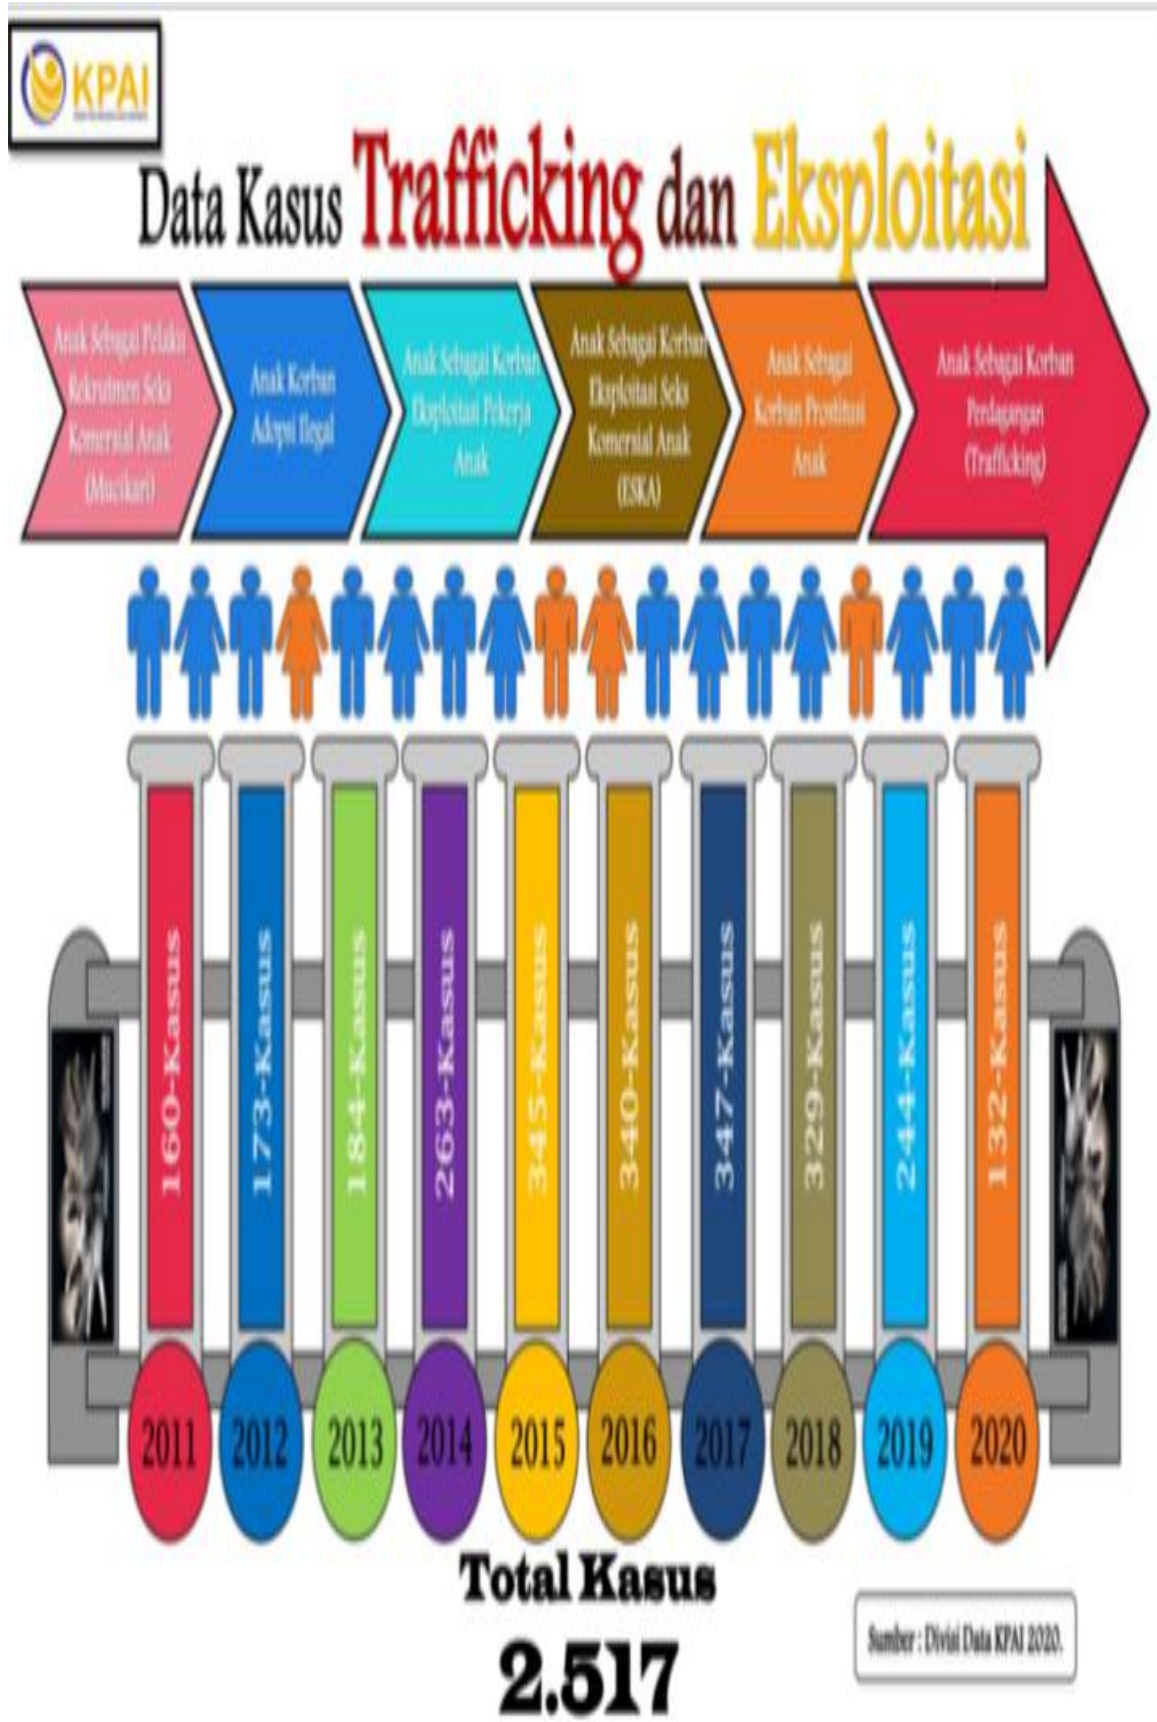 KPAI
Data Kasus Trafficking dan Eksploitasi
Anak Sebagai Pelaku
Rekrutmen Seks
Komersial Anak
(Mucikari)
Anak Korban
Adopsi Ilegal
Anak Sebagai Korban
Eksploitasi Pekerja
Anak
Anak Sebagai Korban
Eksploitasi Seks
Komersial Anak
(ESKA)
Anak Sebagai
Korban Prostitusi
Anak
Anak Sebagai Korban
Perdagangan
(Trafficking)
160-Kasus
173-Kasus
184-Kasus
263-Kasus
345-Kasus
340-Kasus
347-Kasus
329-Kasus
244-Kasus
132-Kasus
2011
2012
2013
2014
2015
2016
2017
2018
2019
2020
Total Kasus
2.517
Sumber : Divisi Data KPAI 2020.